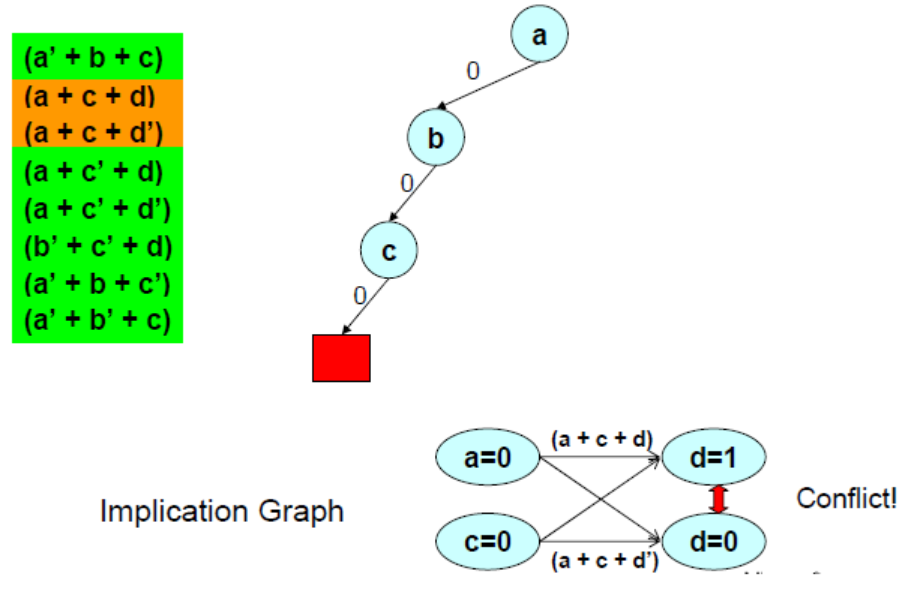 (a’ + b + c)
(a + c + d)
(a + c + d’)
(a + c’ + d)
(a + c’ + d’)
(b’ + c’ + d)
(a’ + b + c’)
(a’ + b’ + c)
a
0
b
0
c
0
Implication Graph
a=0
(a + c + d)
d=1
c=0
(a + c + d’)
d=0
Conflict!